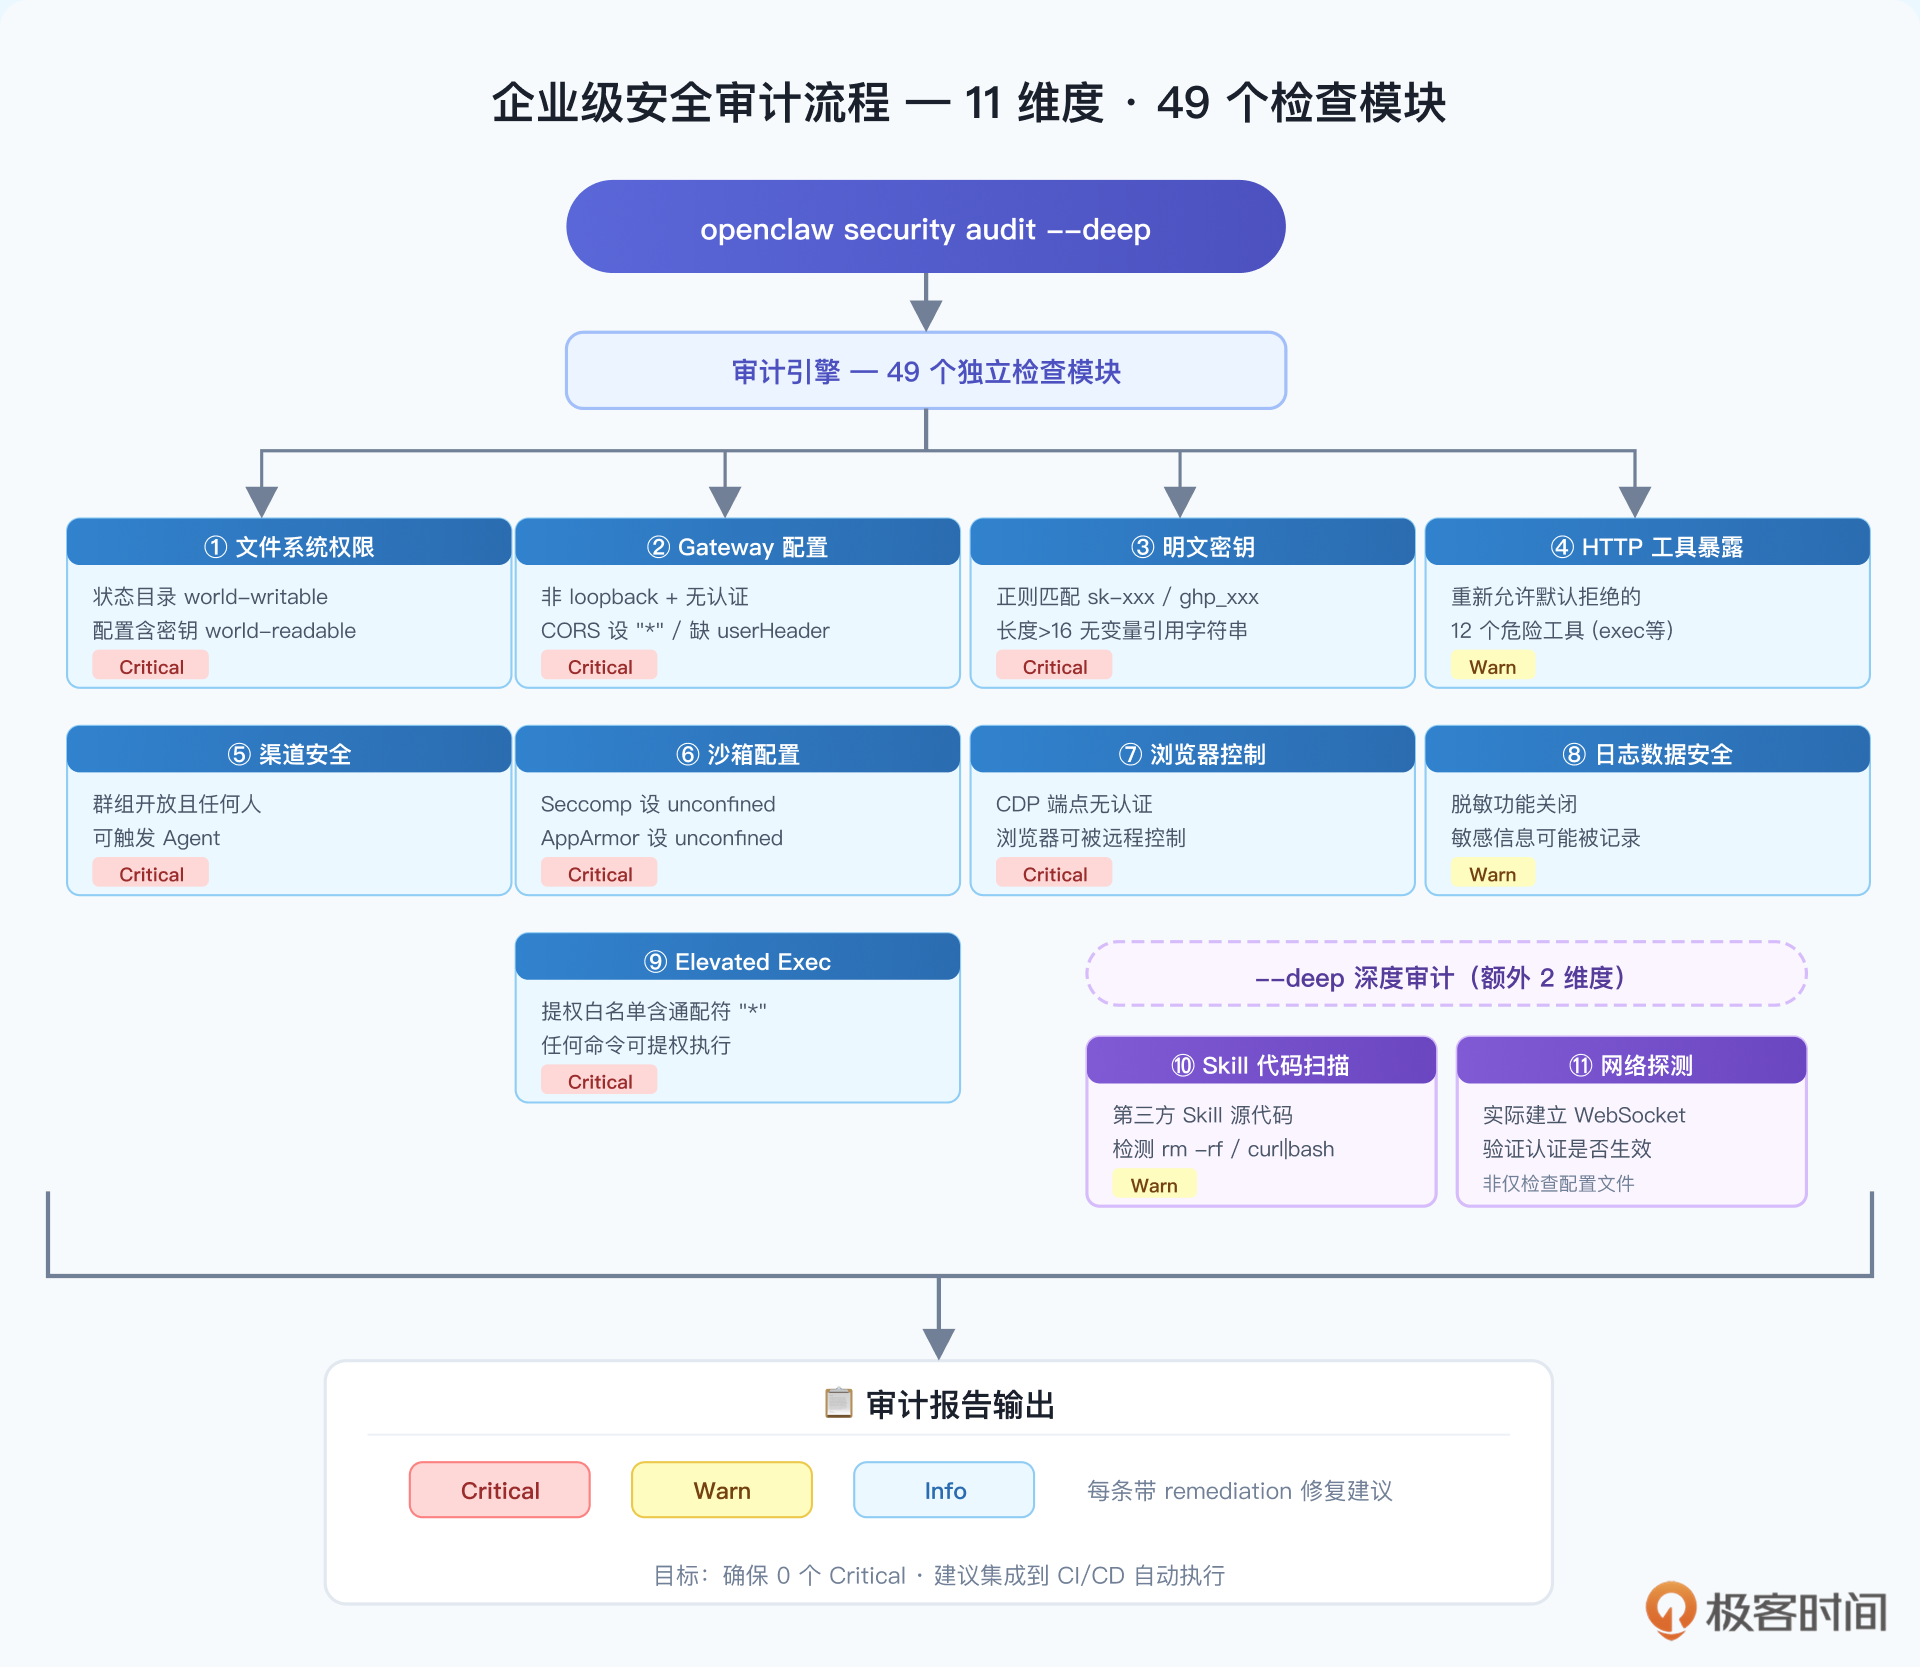 企业级安全审计流程 — 11 维度 · 49 个检查模块
openclaw security audit --deep
审计引擎 — 49 个独立检查模块
① 文件系统权限
状态目录 world-writable
配置含密钥 world-readable
Critical
② Gateway 配置
非 loopback + 无认证
CORS 设 "*" / 缺 userHeader
Critical
③ 明文密钥
正则匹配 sk-xxx / ghp_xxx
长度>16 无变量引用字符串
Critical
④ HTTP 工具暴露
重新允许默认拒绝的
12 个危险工具 (exec等)
Warn
⑤ 渠道安全
群组开放且任何人
可触发 Agent
Critical
⑥ 沙箱配置
Seccomp 设 unconfined
AppArmor 设 unconfined
Critical
⑦ 浏览器控制
CDP 端点无认证
浏览器可被远程控制
Critical
⑧ 日志数据安全
脱敏功能关闭
敏感信息可能被记录
Warn
⑨ Elevated Exec
提权白名单含通配符 "*"
任何命令可提权执行
Critical
--deep 深度审计（额外 2 维度）
⑩ Skill 代码扫描
第三方 Skill 源代码
检测 rm -rf / curl|bash
Warn
⑪ 网络探测
实际建立 WebSocket
验证认证是否生效
非仅检查配置文件
📋 审计报告输出
Critical
Warn
Info
每条带 remediation 修复建议
目标：确保 0 个 Critical · 建议集成到 CI/CD 自动执行
极客时间